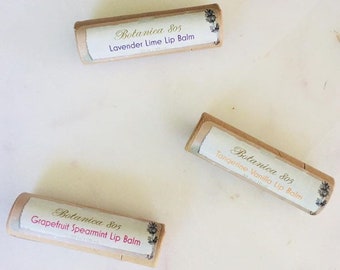 Botanica 805
Lavender Lime Lip Balm
Botanica 805
Tangerine Vanilla Lip Balm
Botanica 805
Grapefruit Spearmint Lip Balm